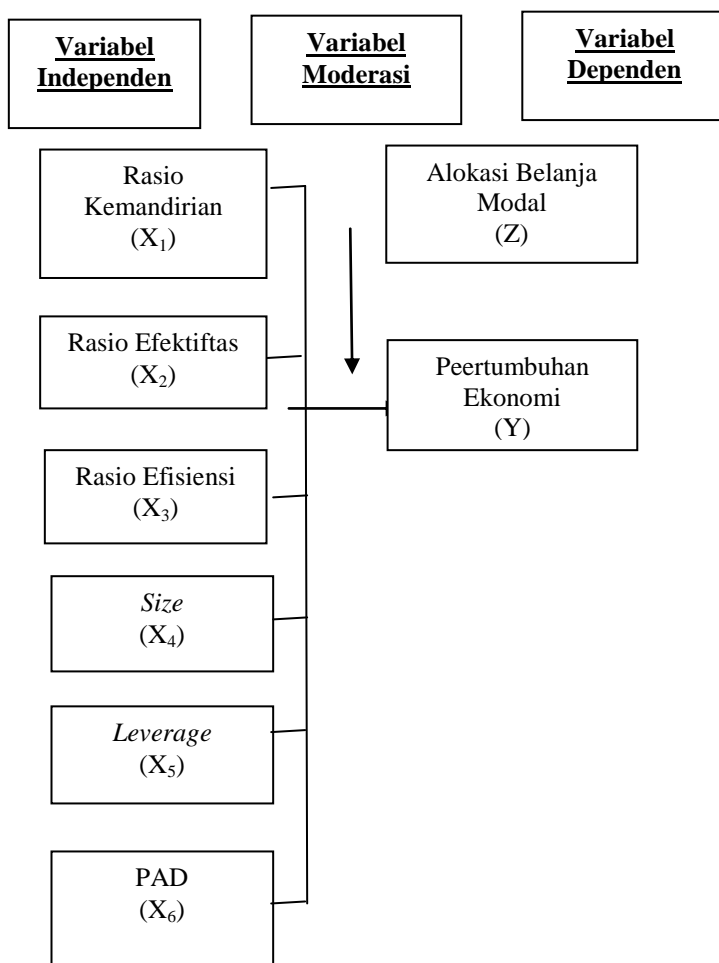 Variabel
Independen
Variabel
Moderasi
Variabel
Dependen
Rasio
Kemandirian
(X₁)
Alokasi Belanja
Modal
(Z)
Rasio Efektiftas
(X₂)
Peertumbuhan
Ekonomi
(Y)
Rasio Efisiensi
(X₃)
Size
(X₄)
Leverage
(X₅)
PAD
(X₆)